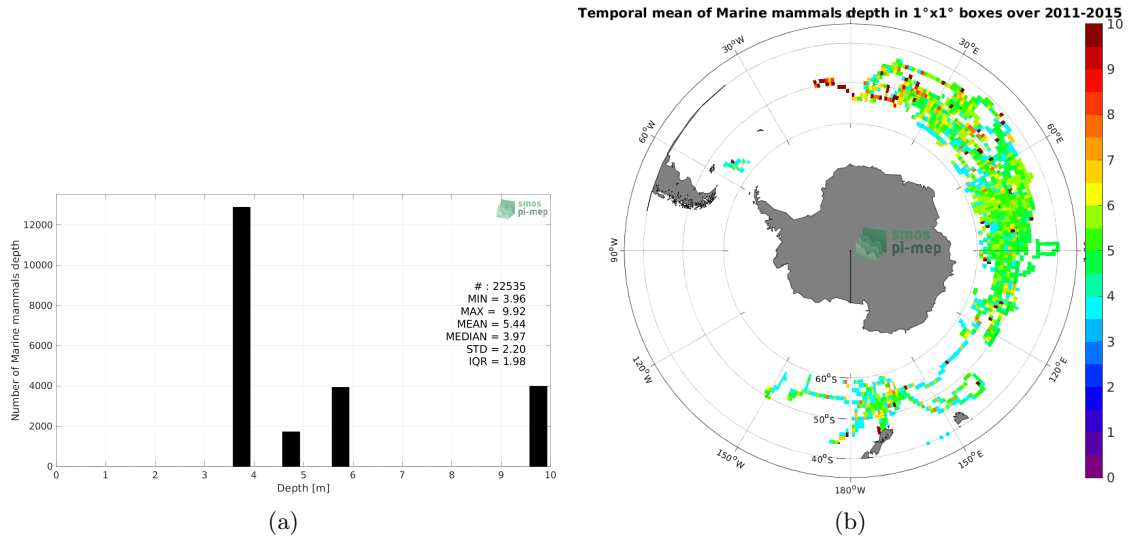 Temporal mean of Marine mammals depth in 1°x1° boxes over 2011-2015
smos
pi-mep
Number of Marine mammals depth
12000
10000
8000
6000
4000
2000
0
# : 22535
MIN = 3.96
MAX = 9.92
MEAN = 5.44
MEDIAN = 3.97
STD = 2.20
IQR = 1.98
0 1 2 3 4 5 6 7 8 9 10
Depth [m]
(a)
0°
30°W
30°E
60°W
60°E
90°W
smos
pi-mep
120°W
120°E
150°W
150°E
180°W
60°S
50°S
40°S
10
9
8
7
6
5
4
3
2
1
0
(b)